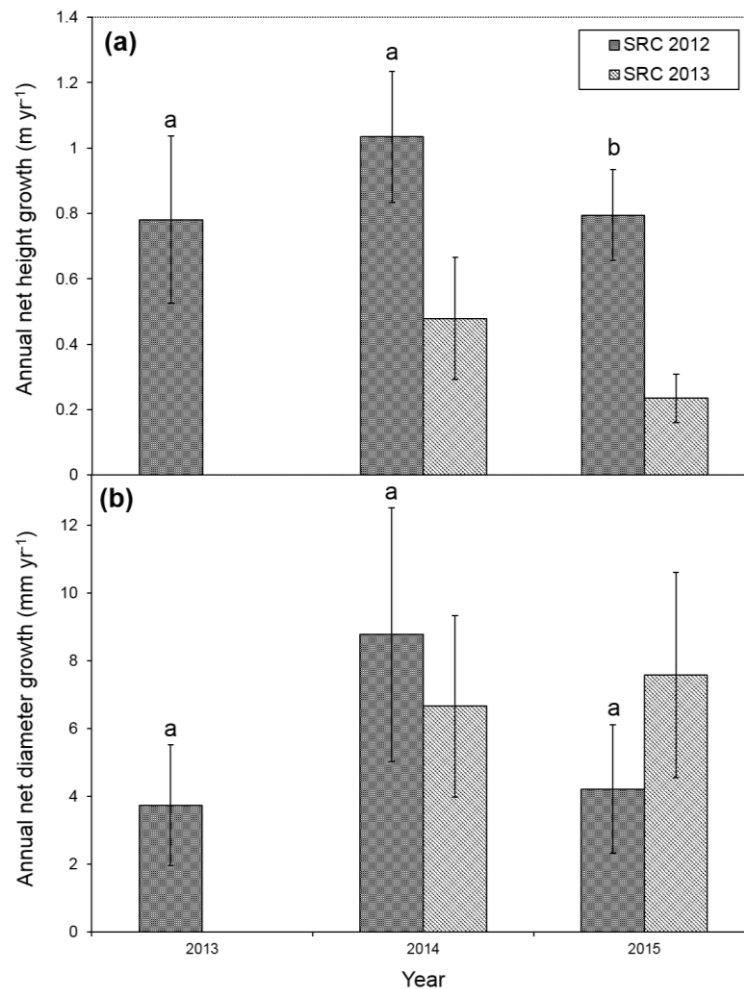 (a)
SRC 2012
SRC 2013
Annual net height growth (m yr⁻¹)
1.4
1.2
1
0.8
0.6
0.4
0.2
0
a
a
b
(b)
Annual net diameter growth (mm yr⁻¹)
12
10
8
6
4
2
0
a
a
a
2013
2014
2015
Year